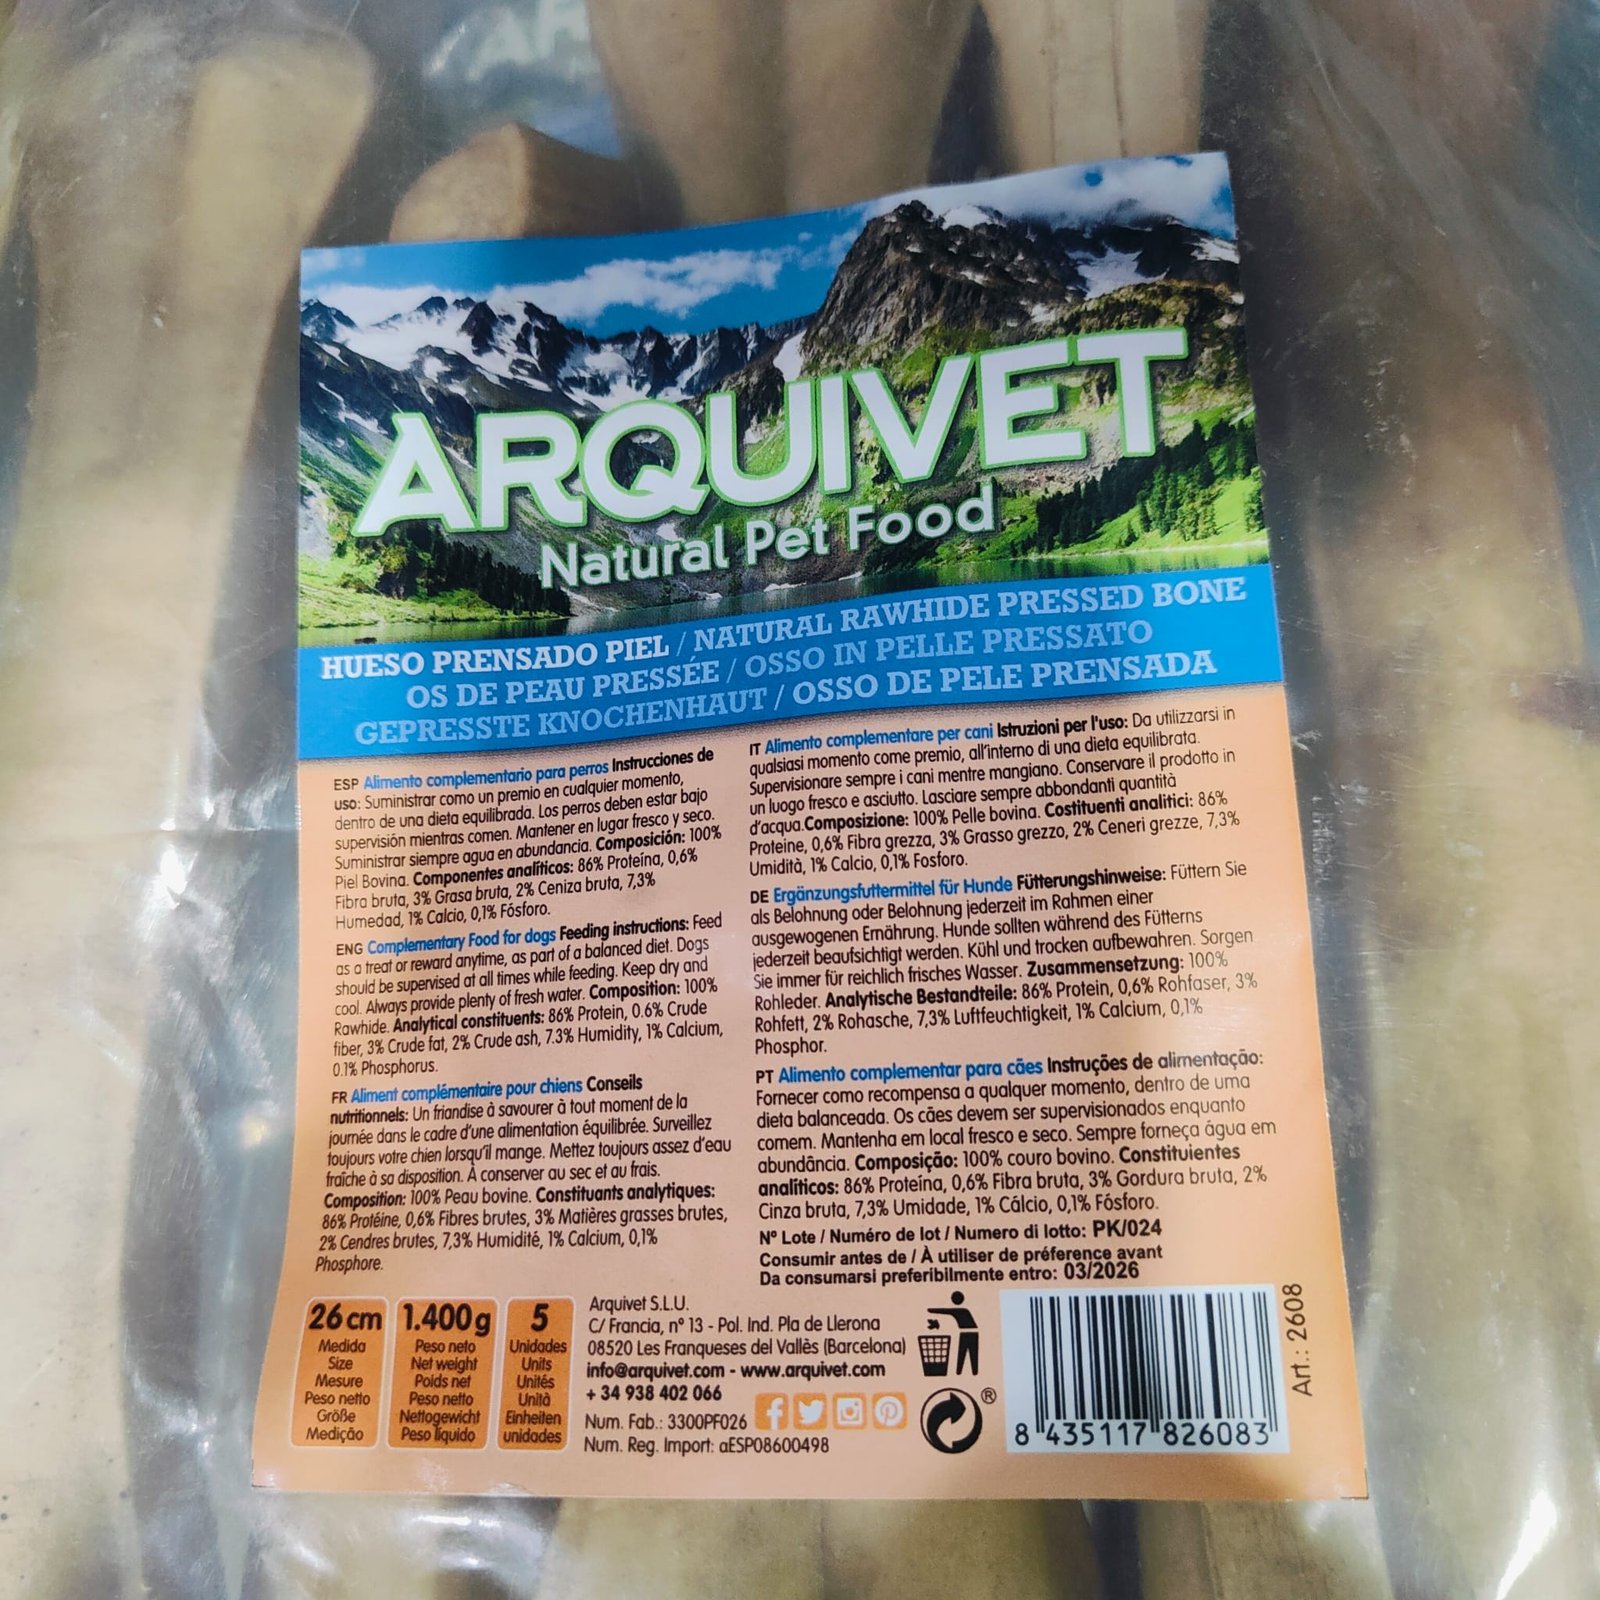 ARQUIVET
Natural Pet Food
HUESO PRENSADO PIEL / NATURAL RAWHIDE PRESSED BONE
OS DE PEAU PRESSÉE / OSSO IN PELLE PRESSATO
GEPRESSTE KNOCHENHAUT / OSSO DE PELE PRENSADA
ESP Alimento complementario para perros Instrucciones de
uso: Suministrar como un premio en cualquier momento,
dentro de una dieta equilibrada. Los perros deben estar bajo
supervisión mientras comen. Mantener en lugar fresco y seco.
Suministrar siempre agua en abundancia. Composición: 100%
Piel Bovina. Componentes analíticos: 86% Proteína, 0,6%
Fibra bruta, 3% Grasa bruta, 2% Ceniza bruta, 7,3%
Humedad, 1% Calcio, 0,1% Fósforo.
ENG Complementary Food for dogs Feeding instructions: Feed
as a treat or reward anytime, as part of a balanced diet. Dogs
should be supervised at all times while feeding. Keep dry and
cool. Always provide plenty of fresh water. Composition: 100%
Rawhide. Analytical constituents: 86% Protein, 0.6% Crude
fiber, 3% Crude fat, 2% Crude ash, 7.3% Humidity, 1% Calcium,
0.1% Phosphorus.
FR Aliment complémentaire pour chiens Conseils
nutritionnels: Un friandise à savourer à tout moment de la
journée dans le cadre d'une alimentation équilibrée. Surveillez
toujours votre chien lorsqu'il mange. Mettez toujours assez d'eau
fraîche à sa disposition. À conserver au sec et au frais.
Composition: 100% Peau bovine. Constituants analytiques:
86% Protéine, 0,6% Fibres brutes, 3% Matières grasses brutes,
2% Cendres brutes, 7,3% Humidité, 1% Calcium, 0,1%
Phosphore.
IT Alimento complementare per cani Istruzioni per l'uso: Da utilizzarsi in
qualsiasi momento come premio, all'interno di una dieta equilibrata.
Supervisionare sempre i cani mentre mangiano. Conservare il prodotto in
un luogo fresco e asciutto. Lasciare sempre abbondanti quantità
d'acqua.Composizione: 100% Pelle bovina. Costituenti analitici: 86%
Proteine, 0,6% Fibra grezza, 3% Grasso grezzo, 2% Ceneri grezze, 7,3%
Umidità, 1% Calcio, 0,1% Fosforo.
DE Ergänzungsfuttermittel für Hunde Fütterungshinweise: Füttern Sie
als Belohnung oder Belohnung jederzeit im Rahmen einer
ausgewogenen Ernährung. Hunde sollten während des Fütterns
jederzeit beaufsichtigt werden. Kühl und trocken aufbewahren. Sorgen
Sie immer für reichlich frisches Wasser. Zusammensetzung: 100%
Rohleder. Analytische Bestandteile: 86% Protein, 0,6% Rohfaser, 3%
Rohfett, 2% Rohasche, 7,3% Luftfeuchtigkeit, 1% Calcium, 0,1%
Phosphor.
PT Alimento complementar para cães Instruções de alimentação:
Fornecer como recompensa a qualquer momento, dentro de uma
dieta balanceada. Os cães devem ser supervisionados enquanto
comem. Mantenha em local fresco e seco. Sempre forneça água em
abundância. Composição: 100% couro bovino. Constituientes
analíticos: 86% Proteína, 0,6% Fibra bruta, 3% Gordura bruta, 2%
Cinza bruta, 7,3% Umidade, 1% Cálcio, 0,1% Fósforo.
Nº Lote / Numéro de lot / Numero di lotto: PK/024
Consumir antes de / À utiliser de préference avant
Da consumarsi preferibilmente entro: 03/2026
26 cm
Medida
Size
Mesure
Peso netto
Größe
Medição
1.400g
Peso neto
Net weight
Poids net
Peso netto
Nettogewicht
Peso líquido
5
Unidades
Units
Unités
Unità
Einheiten
unidades
Arquivet S.L.U.
C/ Francia, nº 13 - Pol. Ind. Pla de Llerona
08520 Les Franqueses del Vallès (Barcelona)
info@arquivet.com - www.arquivet.com
+ 34 938 402 066
Num. Fab.: 3300PF026
Num. Reg. Import: aESP08600498
®
8 435117 826083
Art.: 2608